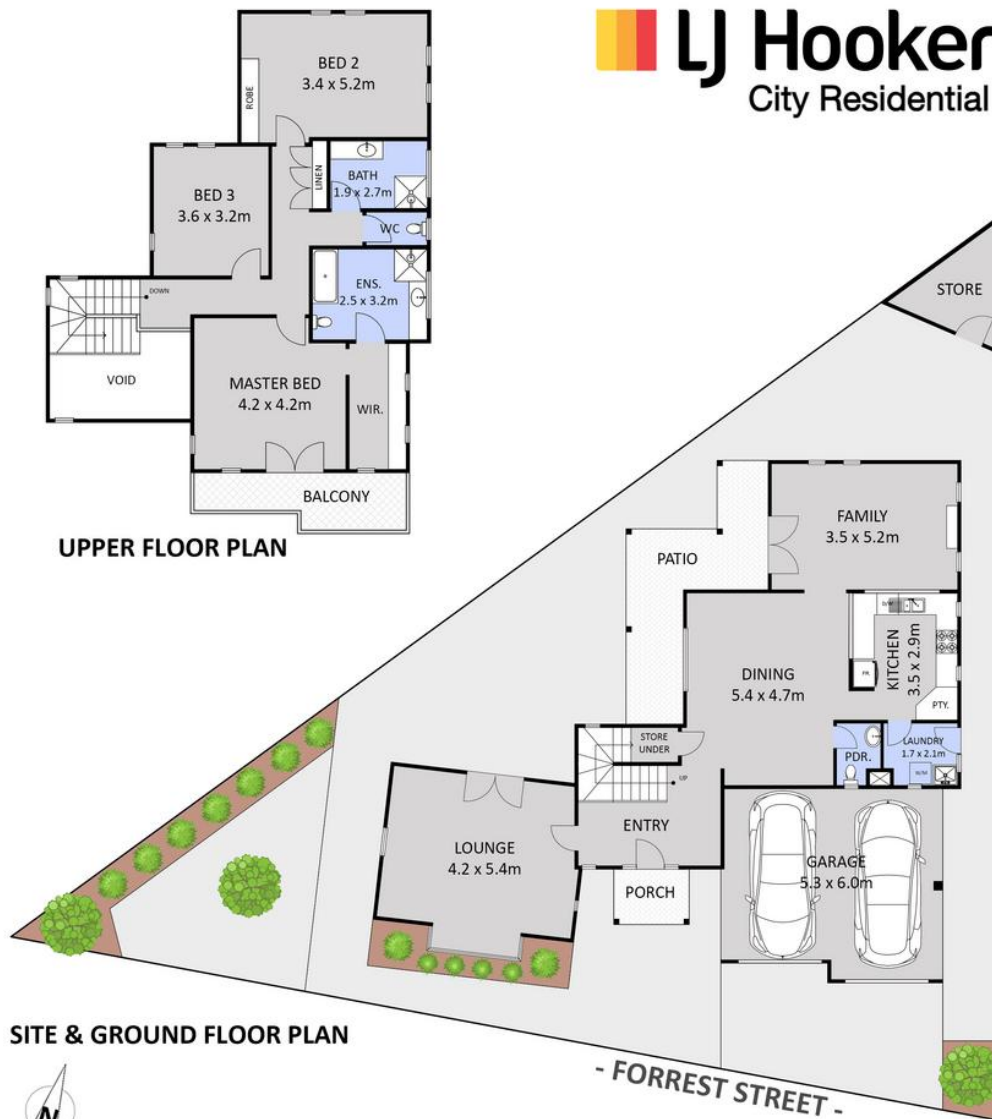 LJ Hooker
City Residential
BED 2
3.4 x 5.2m
ROBE
LINEN
BATH
1.9 x 2.7m
BED 3
3.6 x 3.2m
WC
ENS.
2.5 x 3.2m
DOWN
VOID
MASTER BED
4.2 x 4.2m
WIR.
BALCONY
UPPER FLOOR PLAN
STORE
FAMILY
3.5 x 5.2m
PATIO
D/W
KITCHEN
3.5 x 2.9m
DINING
5.4 x 4.7m
FR.
PTY.
STORE
UNDER
PDR.
LAUNDRY
1.7 x 2.1m
W/M
UP
ENTRY
LOUNGE
4.2 x 5.4m
GARAGE
5.3 x 6.0m
PORCH
SITE & GROUND FLOOR PLAN
- FORREST STREET -
N